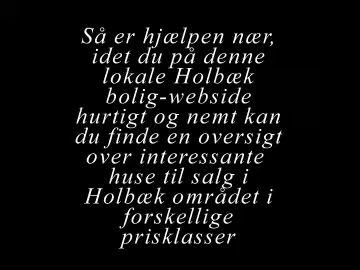 Så er hjælpen nær,
idet du på denne
lokale Holbæk
bolig-webside
hurtigt og nemt kan
du finde en oversigt
over interessante
huse til salg i
Holbæk området i
forskellige
prisklasser